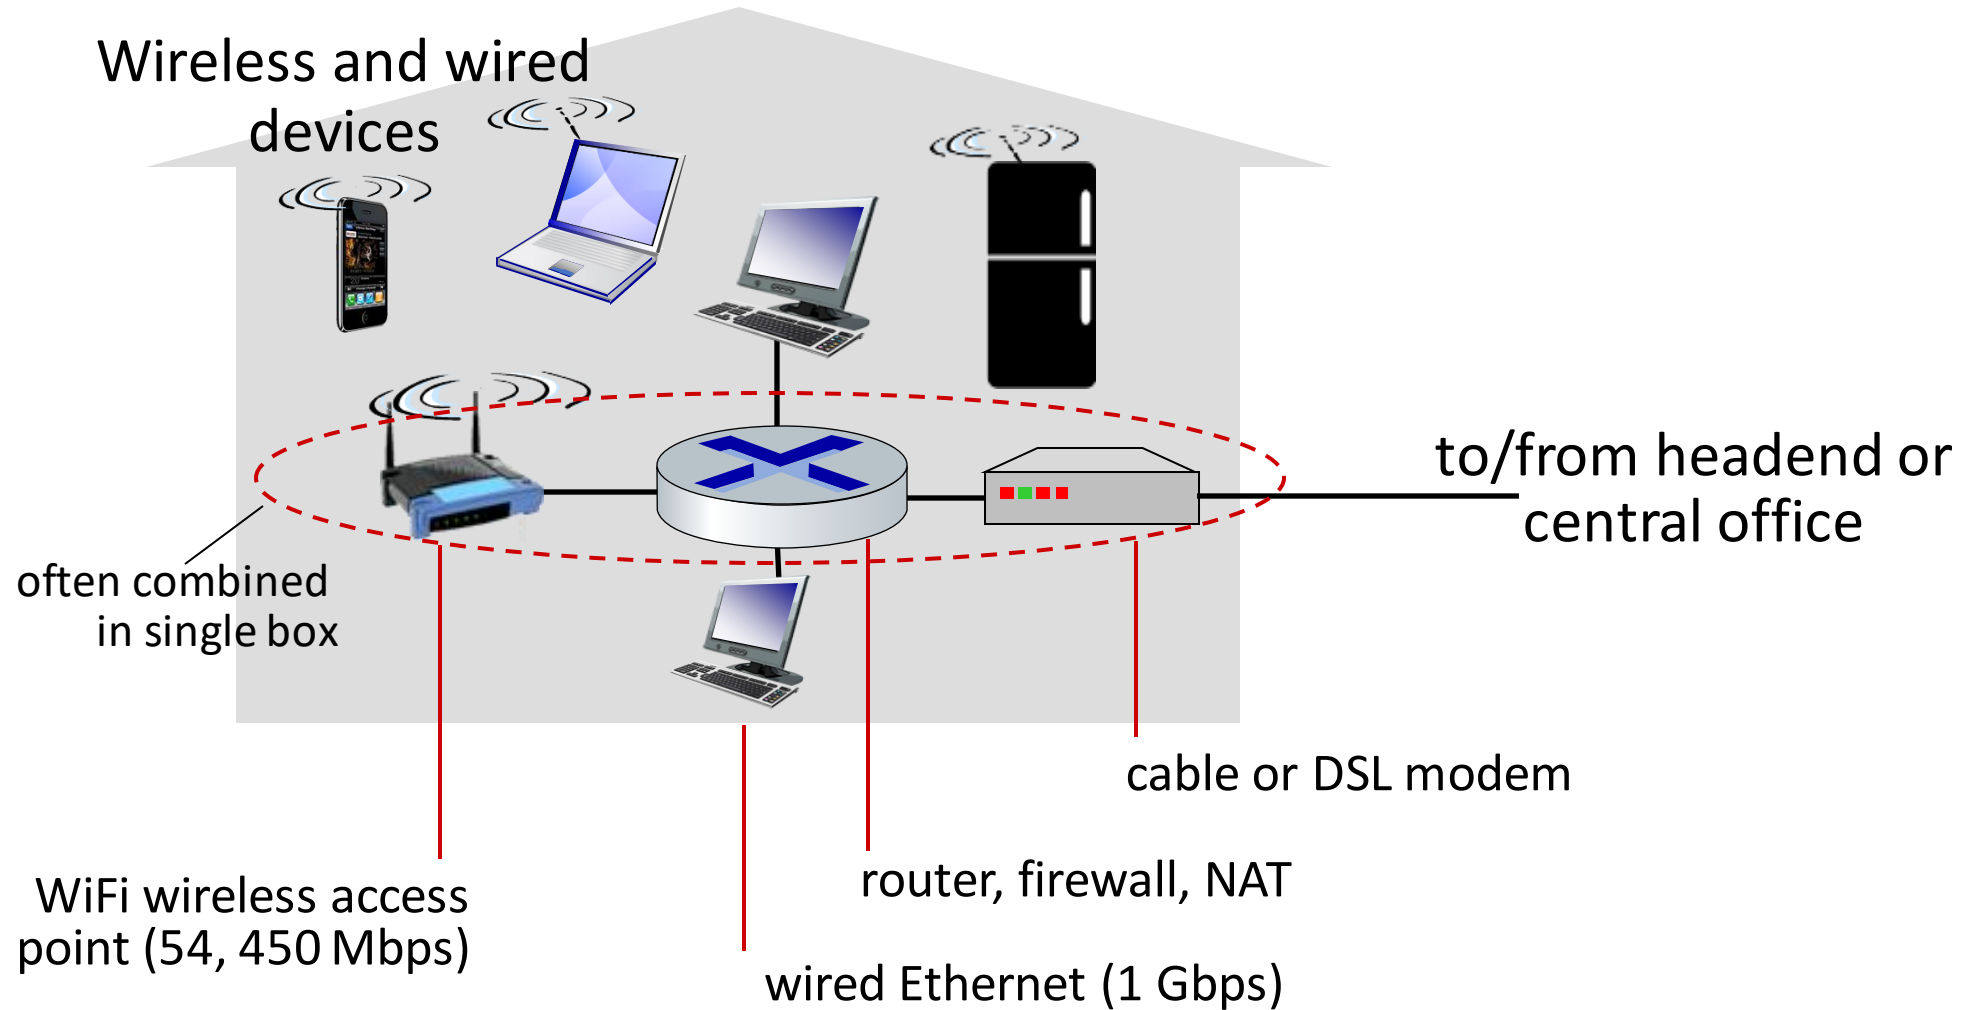 Wireless and wired
devices
to/from headend or
central office
often combined
in single box
cable or DSL modem
router, firewall, NAT
WiFi wireless access
point (54, 450 Mbps)
wired Ethernet (1 Gbps)